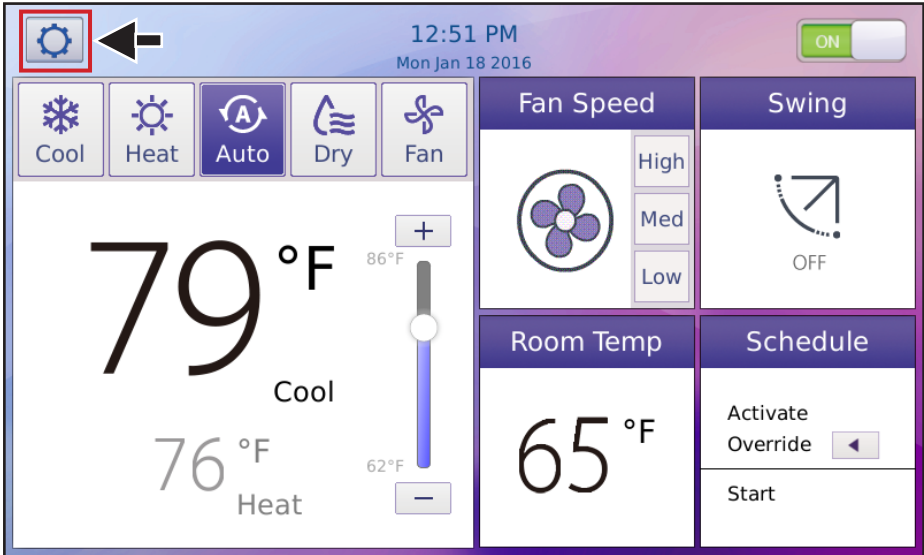 12:51 PM
Mon Jan 18 2016
ON
Cool
Heat
A
Auto
Dry
Fan
79 °F
Cool
76 °F
Heat
+
86°F
62°F
−
Fan Speed
High
Med
Low
Swing
OFF
Room Temp
65 °F
Schedule
Activate
Override
Start